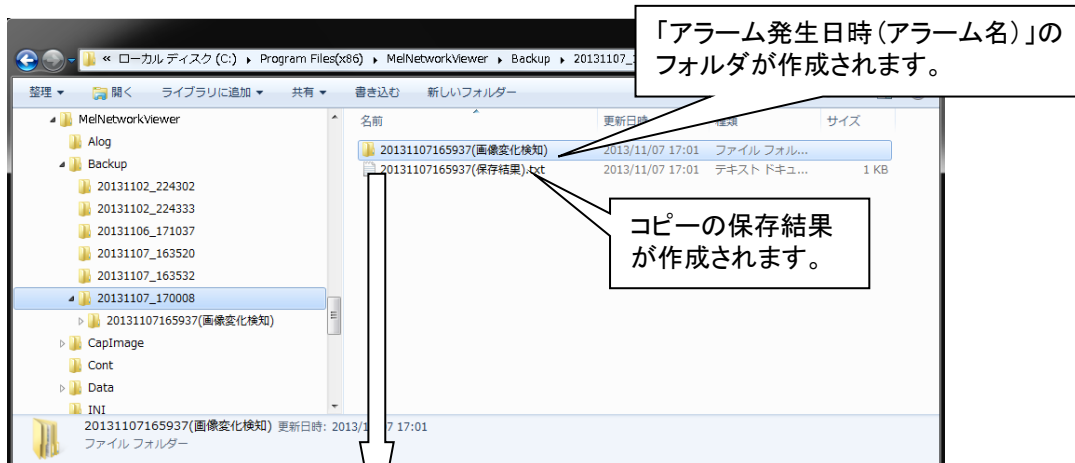 「アラーム発生日時（アラーム名）」の
フォルダが作成されます。
« ローカル ディスク (C:) ▸ Program Files(x86) ▸ MelNetworkViewer ▸ Backup ▸ 20131107_
整理 ▼ 開く ライブラリに追加 ▼ 共有 ▼ 書き込む 新しいフォルダー
MelNetworkViewer
Alog
Backup
20131102_224302
20131102_224333
20131106_171037
20131107_163520
20131107_163532
20131107_170008
20131107165937(画像変化検知)
CapImage
Cont
Data
INI
名前 更新日時 種類 サイズ
20131107165937(画像変化検知) 2013/11/07 17:01 ファイル フォル...
20131107165937(保存結果).txt 2013/11/07 17:01 テキスト ドキュ... 1 KB
コピーの保存結果
が作成されます。
20131107165937(画像変化検知) 更新日時: 2013/1 7 17:01
ファイル フォルダー